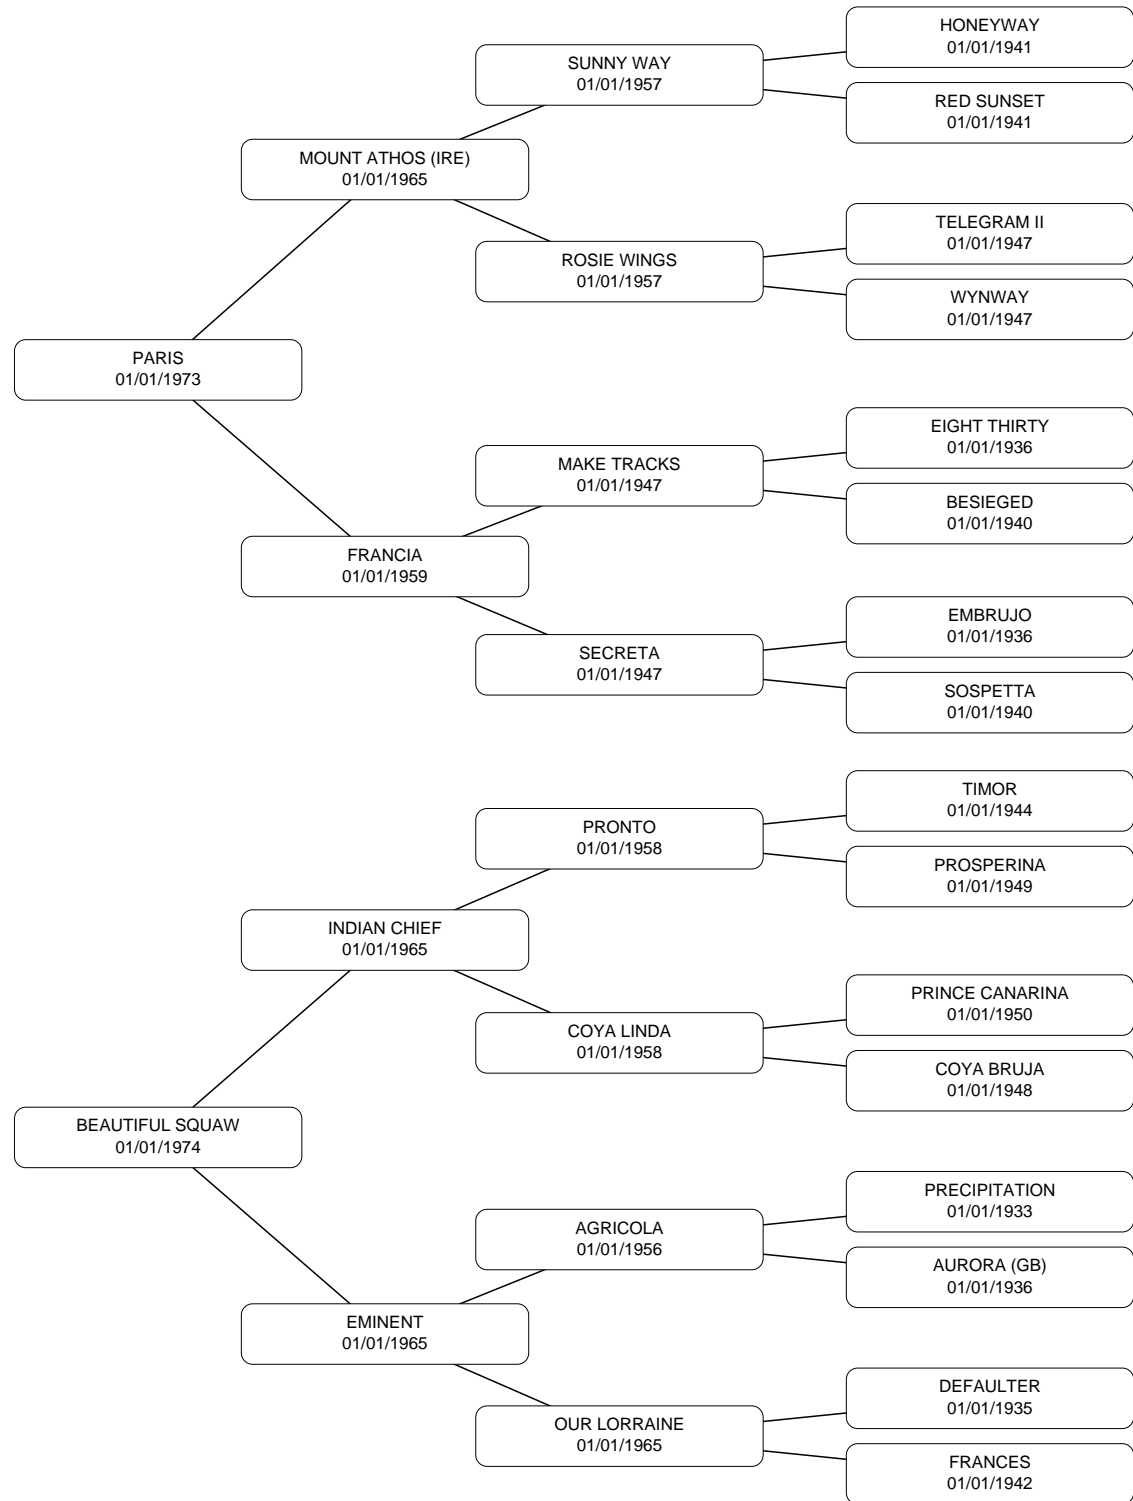 HONEYWAY
01/01/1941
SUNNY WAY
01/01/1957
RED SUNSET
01/01/1941
MOUNT ATHOS (IRE)
01/01/1965
TELEGRAM II
01/01/1947
ROSIE WINGS
01/01/1957
WYNWAY
01/01/1947
PARIS
01/01/1973
EIGHT THIRTY
01/01/1936
MAKE TRACKS
01/01/1947
BESIEGED
01/01/1940
FRANCIA
01/01/1959
EMBRUJO
01/01/1936
SECRETA
01/01/1947
SOSPETTA
01/01/1940
TIMOR
01/01/1944
PRONTO
01/01/1958
PROSPERINA
01/01/1949
INDIAN CHIEF
01/01/1965
PRINCE CANARINA
01/01/1950
COYA LINDA
01/01/1958
COYA BRUJA
01/01/1948
BEAUTIFUL SQUAW
01/01/1974
PRECIPITATION
01/01/1933
AGRICOLA
01/01/1956
AURORA (GB)
01/01/1936
EMINENT
01/01/1965
DEFAULTER
01/01/1935
OUR LORRAINE
01/01/1965
FRANCES
01/01/1942